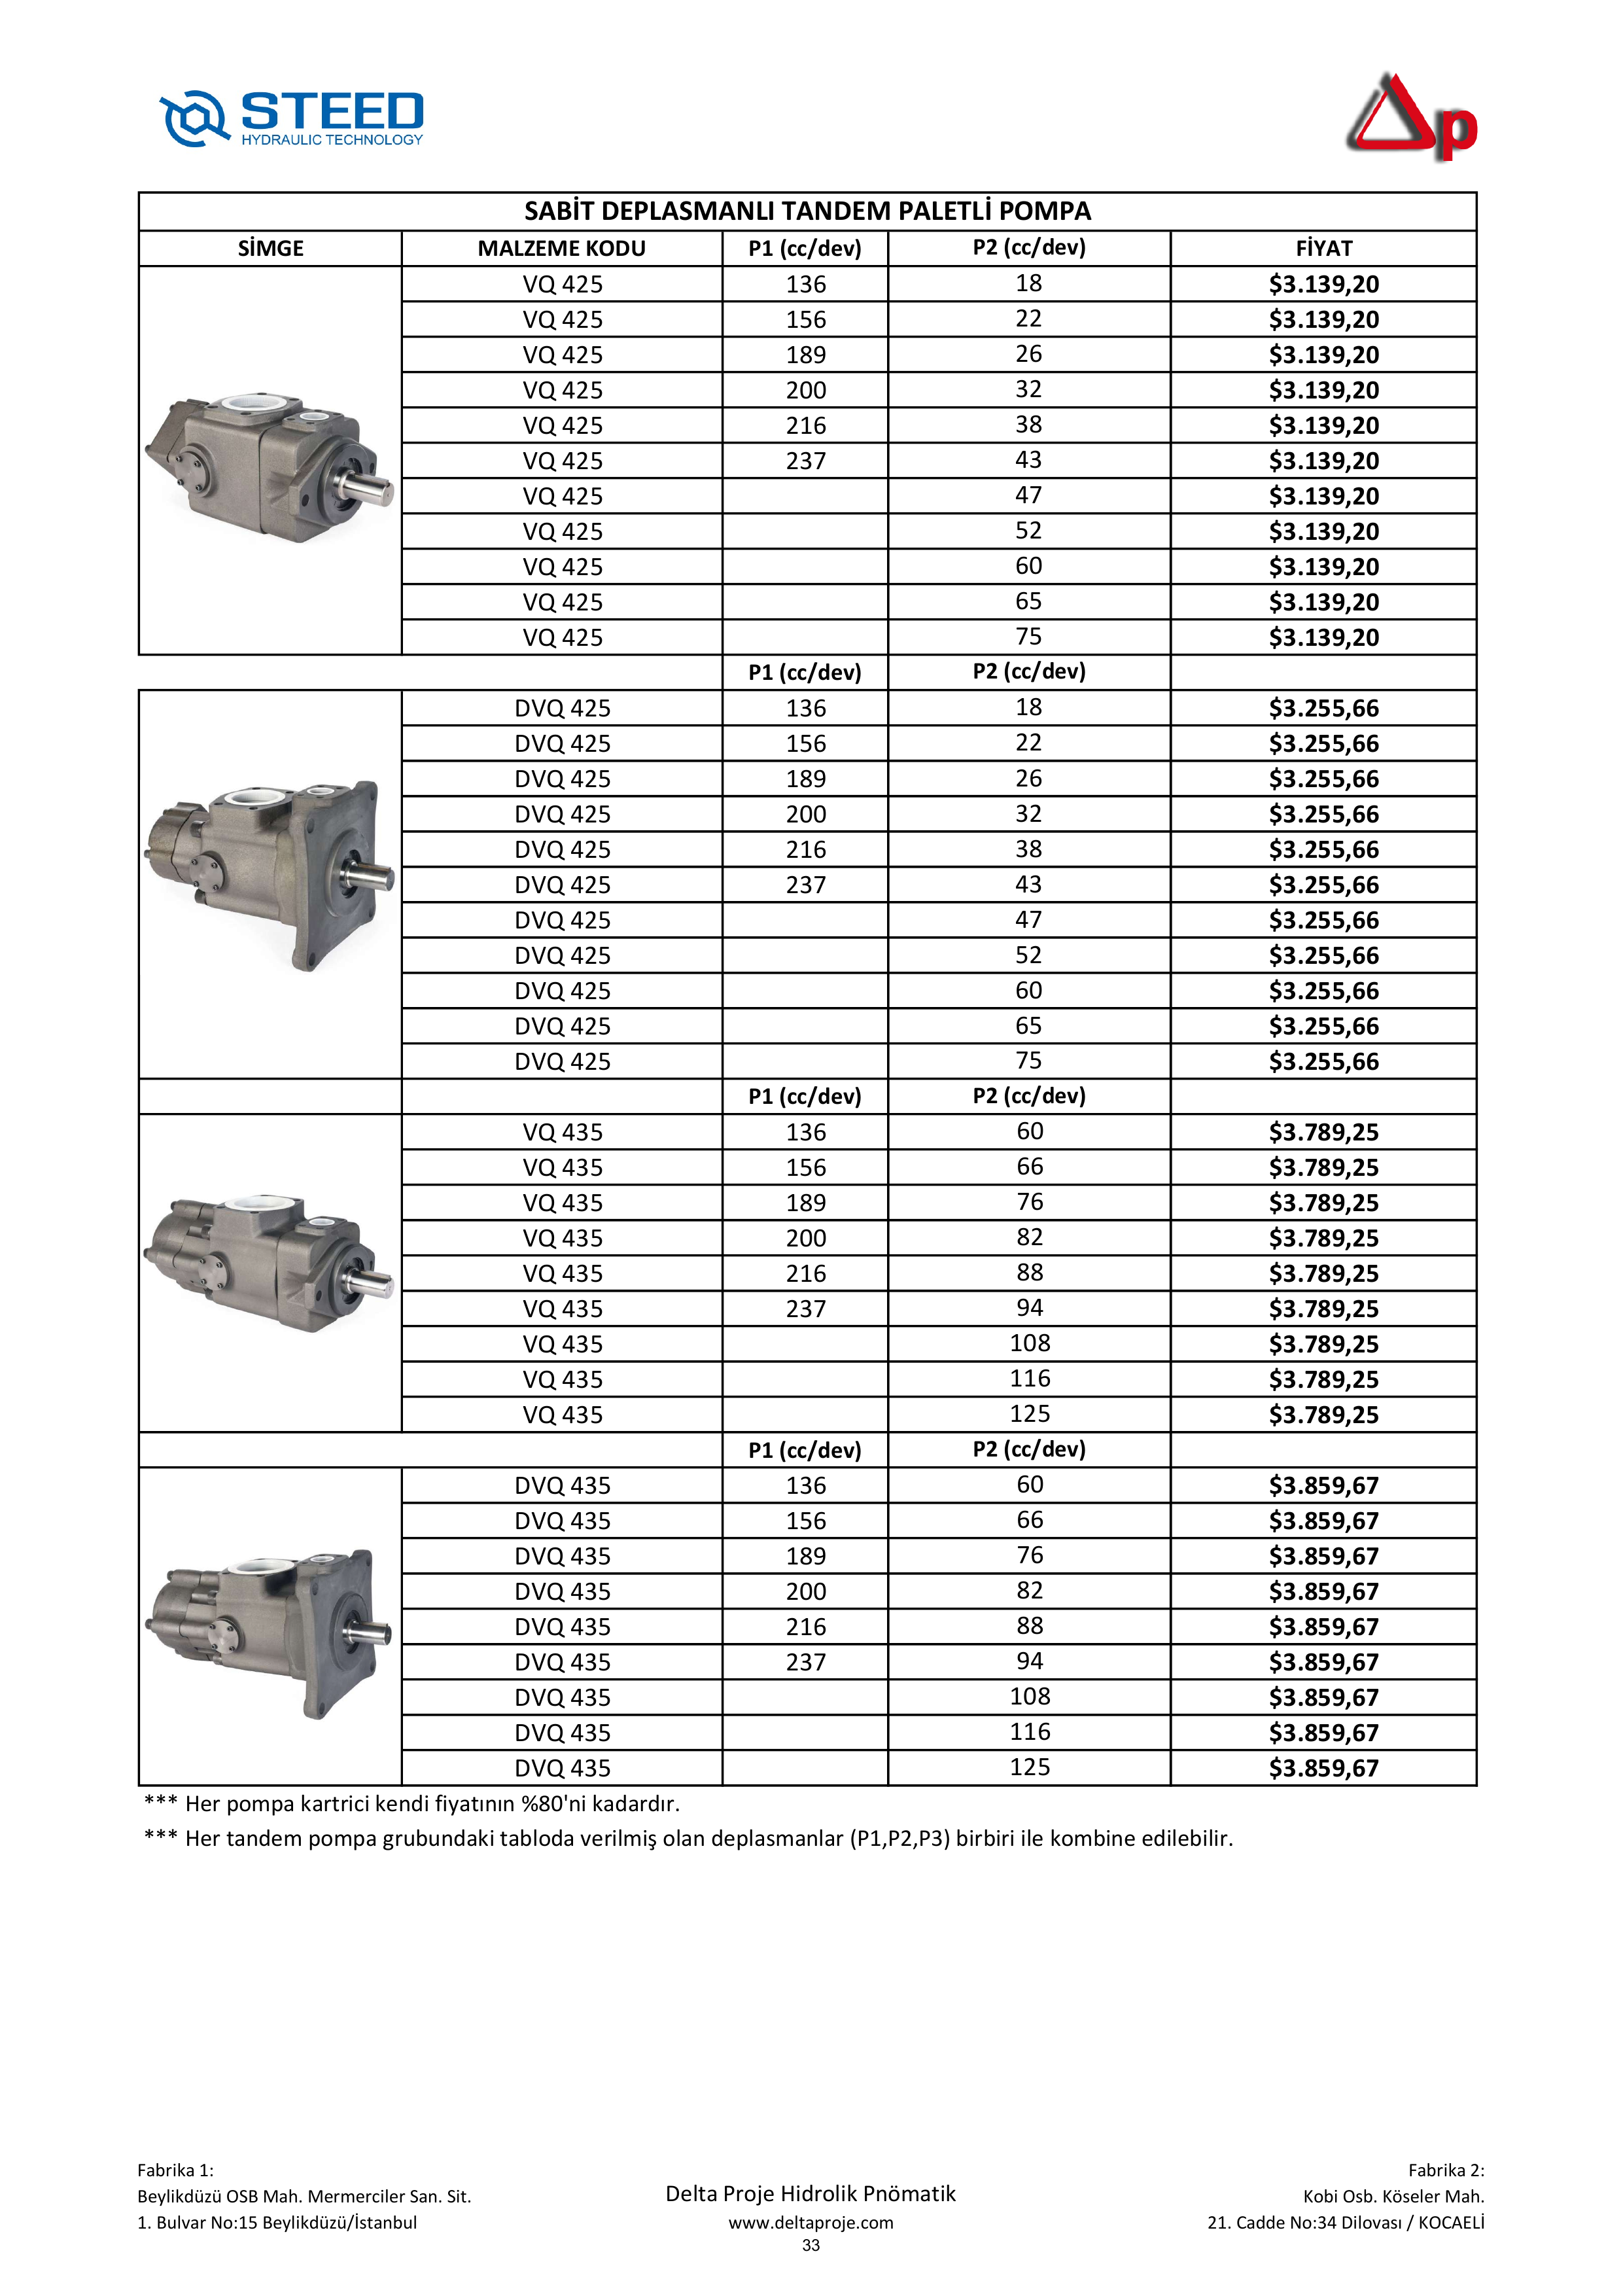 STEED
HYDRAULIC TECHNOLOGY
p
SABİT DEPLASMANLI TANDEM PALETLİ POMPA
SİMGE MALZEME KODU P1 (cc/dev) P2 (cc/dev) FİYAT
VQ 425 136 18 $3.139,20
VQ 425 156 22 $3.139,20
VQ 425 189 26 $3.139,20
VQ 425 200 32 $3.139,20
VQ 425 216 38 $3.139,20
VQ 425 237 43 $3.139,20
VQ 425 47 $3.139,20
VQ 425 52 $3.139,20
VQ 425 60 $3.139,20
VQ 425 65 $3.139,20
VQ 425 75 $3.139,20
P1 (cc/dev) P2 (cc/dev)
DVQ 425 136 18 $3.255,66
DVQ 425 156 22 $3.255,66
DVQ 425 189 26 $3.255,66
DVQ 425 200 32 $3.255,66
DVQ 425 216 38 $3.255,66
DVQ 425 237 43 $3.255,66
DVQ 425 47 $3.255,66
DVQ 425 52 $3.255,66
DVQ 425 60 $3.255,66
DVQ 425 65 $3.255,66
DVQ 425 75 $3.255,66
P1 (cc/dev) P2 (cc/dev)
VQ 435 136 60 $3.789,25
VQ 435 156 66 $3.789,25
VQ 435 189 76 $3.789,25
VQ 435 200 82 $3.789,25
VQ 435 216 88 $3.789,25
VQ 435 237 94 $3.789,25
VQ 435 108 $3.789,25
VQ 435 116 $3.789,25
VQ 435 125 $3.789,25
P1 (cc/dev) P2 (cc/dev)
DVQ 435 136 60 $3.859,67
DVQ 435 156 66 $3.859,67
DVQ 435 189 76 $3.859,67
DVQ 435 200 82 $3.859,67
DVQ 435 216 88 $3.859,67
DVQ 435 237 94 $3.859,67
DVQ 435 108 $3.859,67
DVQ 435 116 $3.859,67
DVQ 435 125 $3.859,67
*** Her pompa kartrici kendi fiyatının %80'ni kadardır.
*** Her tandem pompa grubundaki tabloda verilmiş olan deplasmanlar (P1,P2,P3) birbiri ile kombine edilebilir.
Fabrika 1:
Beylikdüzü OSB Mah. Mermerciler San. Sit.
1. Bulvar No:15 Beylikdüzü/İstanbul
Delta Proje Hidrolik Pnömatik
www.deltaproje.com
33
Fabrika 2:
Kobi Osb. Köseler Mah.
21. Cadde No:34 Dilovası / KOCAELİ